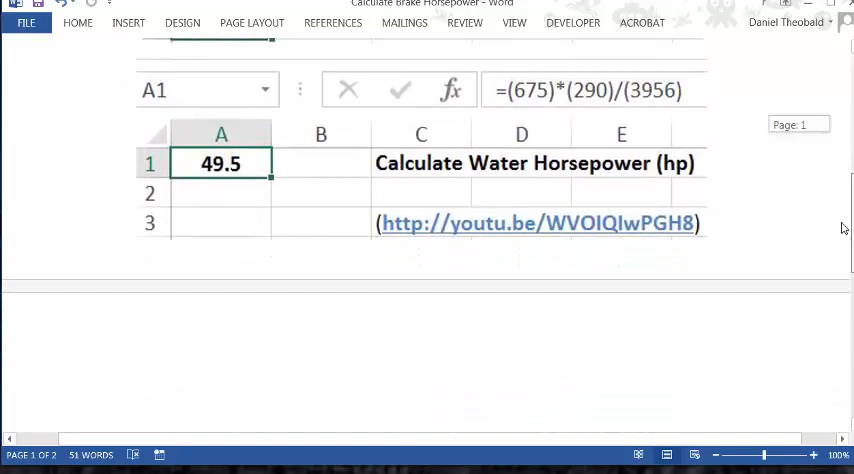 Calculate Brake Horsepower - Word
FILE HOME INSERT DESIGN PAGE LAYOUT REFERENCES MAILINGS REVIEW VIEW DEVELOPER ACROBAT Daniel Theobald
A1 fx =(675)*(290)/(3956)
Page: 1
A B C D E
1 49.5 Calculate Water Horsepower (hp)
2
3 (http://youtu.be/WVOIQlwPGH8)
PAGE 1 OF 2 51 WORDS 100%